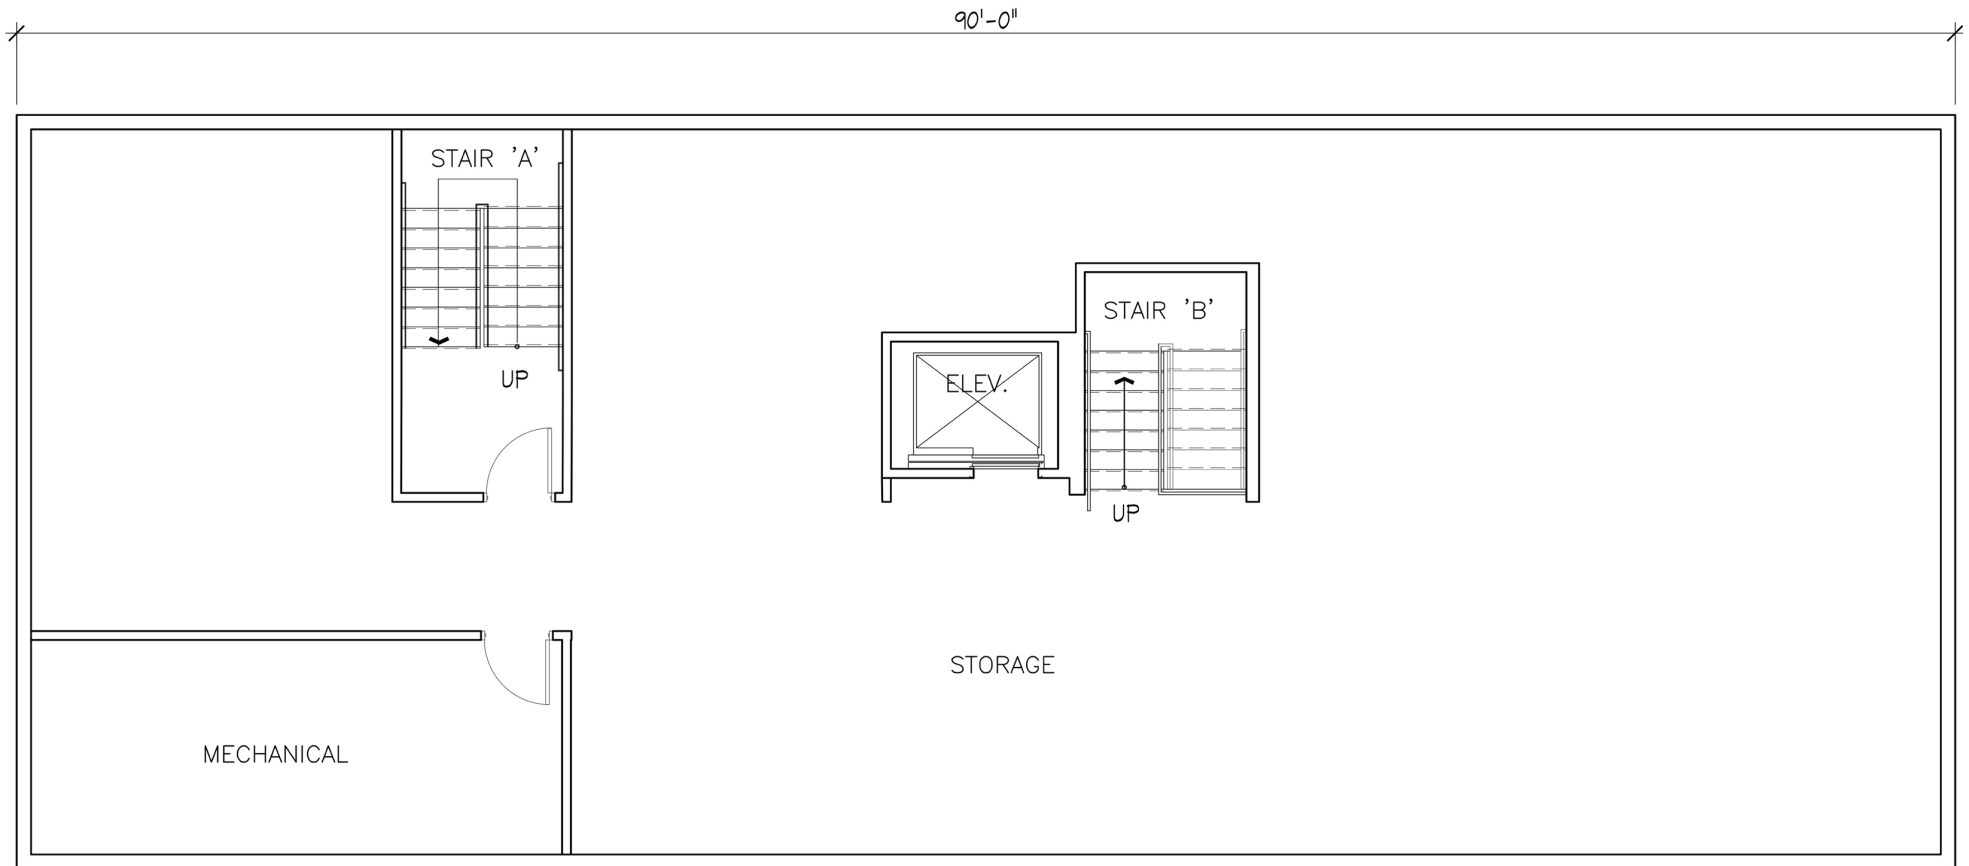 90'-0"
STAIR 'A'
UP
STAIR 'B'
ELEV.
UP
STORAGE
MECHANICAL